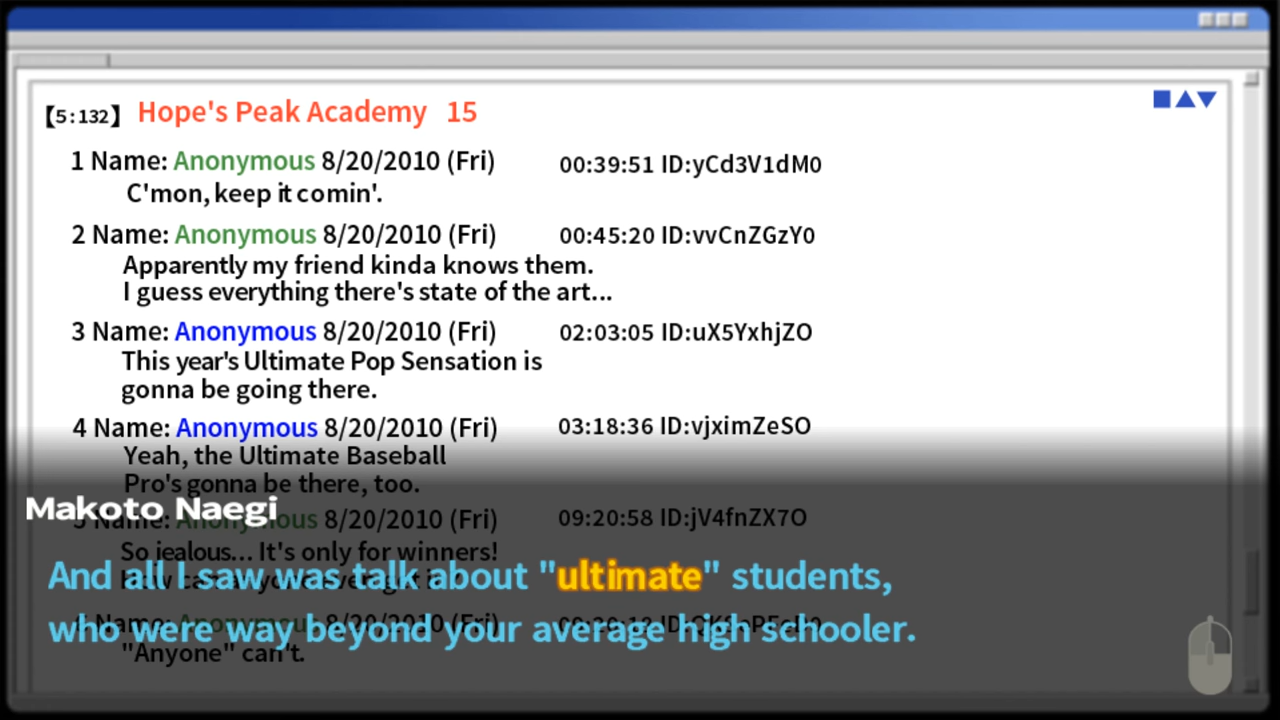 【5:132】 Hope's Peak Academy 15
1 Name: Anonymous 8/20/2010 (Fri) 00:39:51 ID:yCd3V1dM0
C'mon, keep it comin'.
2 Name: Anonymous 8/20/2010 (Fri) 00:45:20 ID:vvCnZGzY0
Apparently my friend kinda knows them.
I guess everything there's state of the art...
3 Name: Anonymous 8/20/2010 (Fri) 02:03:05 ID:uX5YxhjZO
This year's Ultimate Pop Sensation is
gonna be going there.
4 Name: Anonymous 8/20/2010 (Fri) 03:18:36 ID:vjximZeSO
Yeah, the Ultimate Baseball
Pro's gonna be there, too.
Makoto Naegi
5 Name: Anonymous 8/20/2010 (Fri) 09:20:58 ID:jV4fnZX7O
So jealous... It's only for winners!
And all I saw was talk about "ultimate" students,
Name: 8/20/2010 (Fri)
who were way beyond your average high schooler.
"Anyone" can't.